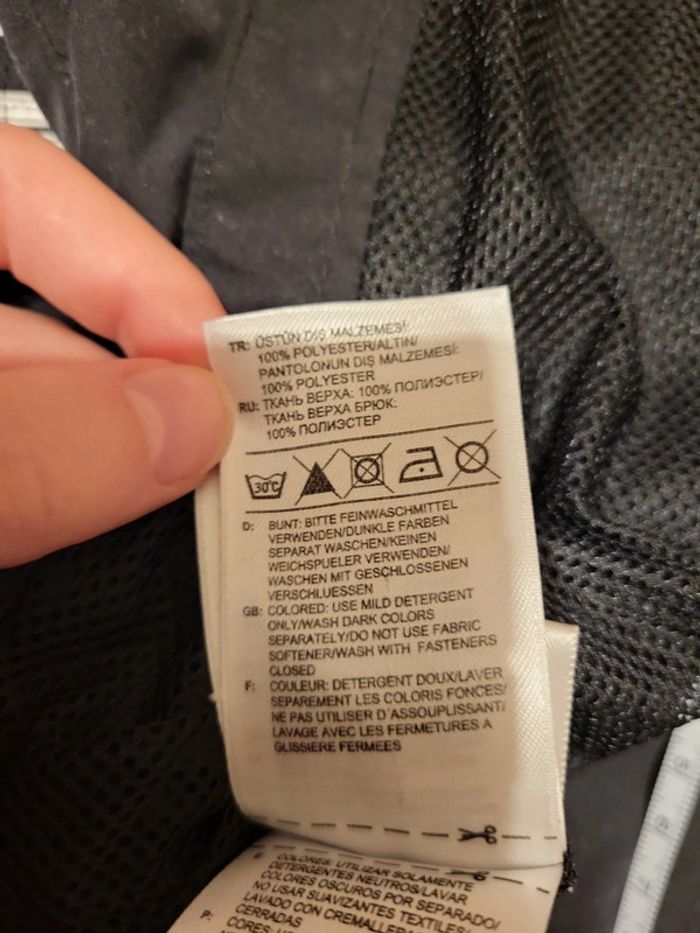 TR: ÜSTÜN DIŞ MALZEMESİ:
100% POLYESTER/ALTIN/
PANTOLONUN DIŞ MALZEMESİ:
100% POLYESTER
RU: ТКАНЬ ВЕРХА: 100% ПОЛИЭСТЕР/
ТКАНЬ ВЕРХА БРЮК:
100% ПОЛИЭСТЕР
30°C
D: BUNT: BITTE FEINWASCHMITTEL
VERWENDEN/DUNKLE FARBEN
SEPARAT WASCHEN/KEINEN
WEICHSPUELER VERWENDEN/
WASCHEN MIT GESCHLOSSENEN
VERSCHLUESSEN
GB: COLORED: USE MILD DETERGENT
ONLY/WASH DARK COLORS
SEPARATELY/DO NOT USE FABRIC
SOFTENER/WASH WITH FASTENERS
CLOSED
F: COULEUR: DETERGENT DOUX/LAVER
SEPAREMENT LES COLORIS FONCES/
NE PAS UTILISER D'ASSOUPLISSANT/
LAVAGE AVEC LES FERMETURES A
GLISSIERE FERMEES
E: COLORES: UTILIZAR SOLAMENTE
DETERGENTES NEUTROS/LAVAR
COLORES OSCUROS POR SEPARADO/
NO USAR SUAVIZANTES TEXTILES/
LAVADO CON CREMALLERA
CERRADAS
P: CORES: